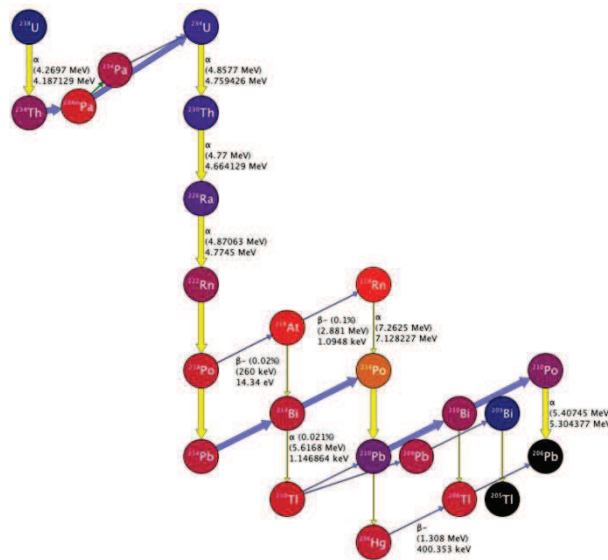 ²³⁸U
²³⁴U
α
(4.2697 MeV)
4.187129 MeV
²³⁴Pa
α
(4.8577 MeV)
4.759426 MeV
²³⁴Th
Pa
²³⁰Th
α
(4.77 MeV)
4.664129 MeV
²²⁶Ra
α
(4.87063 MeV)
4.7745 MeV
²²²Rn
²¹⁸Rn
²¹⁸At
β− (0.1%)
(2.881 MeV)
1.0948 keV
α
(7.2625 MeV)
7.128227 MeV
²¹⁸Po
β− (0.02%)
(260 keV)
14.34 eV
²¹⁴Po
²¹⁰Po
²¹⁴Bi
²¹⁰Bi
²⁰⁹Bi
α
(5.40745 MeV)
5.304377 MeV
²¹⁴Pb
α (0.021%)
(5.6168 MeV)
1.146864 keV
²¹⁰Pb
²⁰⁹Pb
²⁰⁶Pb
²¹⁰Tl
²⁰⁶Tl
²⁰⁵Tl
²⁰⁶Hg
β−
(1.308 MeV)
400.353 keV